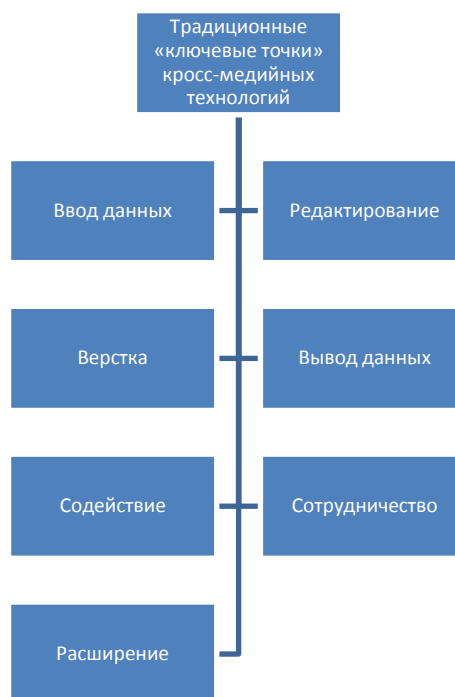 Традиционные
«ключевые точки»
кросс-медийных
технологий
Ввод данных
Редактирование
Верстка
Вывод данных
Содействие
Сотрудничество
Расширение